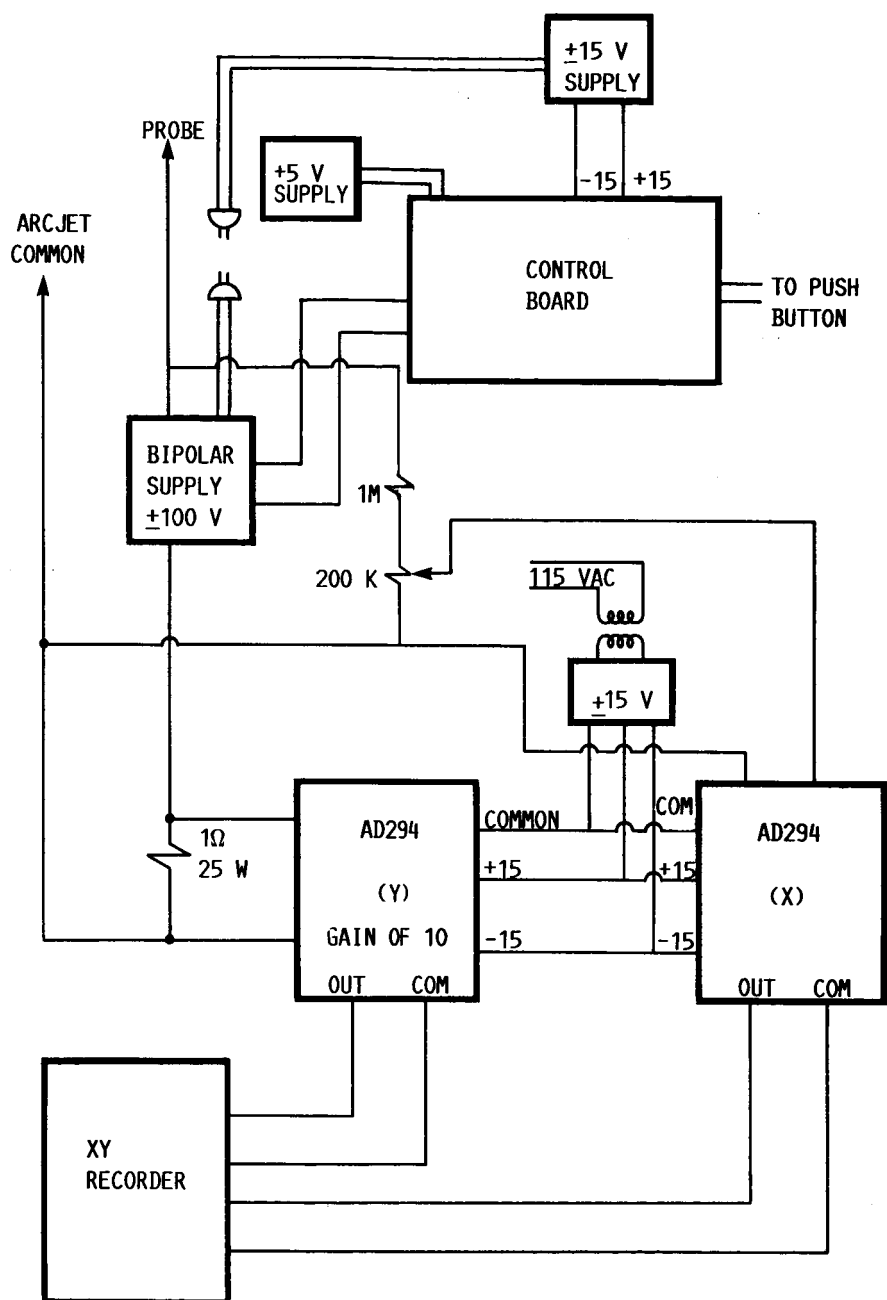 ±15 V
SUPPLY
PROBE
+5 V
SUPPLY
-15
+15
ARCJET
COMMON
CONTROL
BOARD
TO PUSH
BUTTON
BIPOLAR
SUPPLY
±100 V
1M
200 K
115 VAC
±15 V
1Ω
25 W
AD294
(Y)
GAIN OF 10
OUT
COM
COMMON
+15
-15
COM
+15
-15
AD294
(X)
OUT
COM
XY
RECORDER